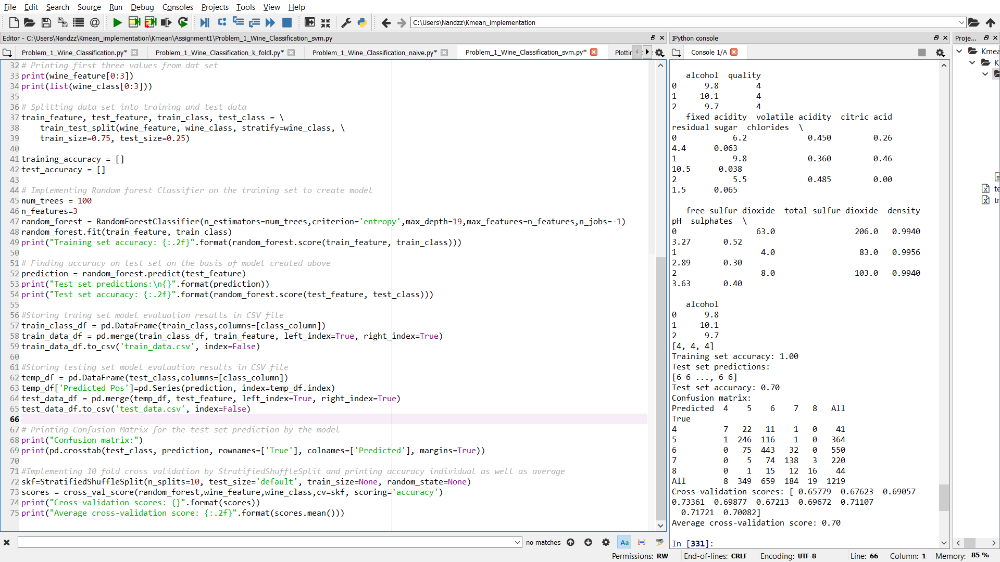 File Edit Search Source Run Debug Consoles Projects Tools View Help
C:\Users\Nandzz\Kmean_implementation
Editor - C:\Users\Nandzz\Kmean_implementation\Kmean\Assignment1\Problem_1_Wine_Classification_svm.py
Problem_1_Wine_Classification.py* Problem_1_Wine_Classification_k_foldl.py* Problem_1_Wine_Classification_naive.py* Problem_1_Wine_Classification_svm.py*
32 # Printing first three values from dat set
33 print(wine_feature[0:3])
34 print(list(wine_class[0:3]))
35
36 # Splitting data set into training and test data
37 train_feature, test_feature, train_class, test_class = \
38     train_test_split(wine_feature, wine_class, stratify=wine_class, \
39     train_size=0.75, test_size=0.25)
40
41 training_accuracy = []
42 test_accuracy = []
43
44 # Implementing Random forest Classifier on the training set to create model
45 num_trees = 100
46 n_features=3
47 random_forest = RandomForestClassifier(n_estimators=num_trees,criterion='entropy',max_depth=19,max_features=n_features,n_jobs=-1)
48 random_forest.fit(train_feature, train_class)
49 print("Training set accuracy: {:.2f}".format(random_forest.score(train_feature, train_class)))
50
51 # Finding accuracy on test set on the basis of model created above
52 prediction = random_forest.predict(test_feature)
53 print("Test set predictions:\n{}".format(prediction))
54 print("Test set accuracy: {:.2f}".format(random_forest.score(test_feature, test_class)))
55
56 #Storing traing set model evaluation results in CSV file
57 train_class_df = pd.DataFrame(train_class,columns=[class_column])
58 train_data_df = pd.merge(train_class_df, train_feature, left_index=True, right_index=True)
59 train_data_df.to_csv('train_data.csv', index=False)
60
61 #Storing testing set model evaluation results in CSV file
62 temp_df = pd.DataFrame(test_class,columns=[class_column])
63 temp_df['Predicted Pos']=pd.Series(prediction, index=temp_df.index)
64 test_data_df = pd.merge(temp_df, test_feature, left_index=True, right_index=True)
65 test_data_df.to_csv('test_data.csv', index=False)
66
67 # Printing Confusion Matrix for the test set prediction by the model
68 print("Confusion matrix:")
69 print(pd.crosstab(test_class, prediction, rownames=['True'], colnames=['Predicted'], margins=True))
70
71 #Implementing 10 fold cross validation by StratifiedShuffleSplit and printing accuracy individual as well as average
72 skf=StratifiedShuffleSplit(n_splits=10, test_size='default', train_size=None, random_state=None)
73 scores = cross_val_score(random_forest,wine_feature,wine_class,cv=skf, scoring='accuracy')
74 print("Cross-validation scores: {}".format(scores))
75 print("Average cross-validation score: {:.2f}".format(scores.mean()))
no matches
Aa
IPython console
Console 1/A
alcohol quality
0 9.8 4
1 10.1 4
2 9.7 4
fixed acidity volatile acidity citric acid
residual sugar chlorides \
0 6.2 0.450 0.26
4.4 0.063
1 9.8 0.360 0.46
10.5 0.038
2 5.5 0.485 0.00
1.5 0.065
free sulfur dioxide total sulfur dioxide density
pH sulphates \
0 63.0 206.0 0.9940
3.27 0.52
1 4.0 83.0 0.9956
2.89 0.30
2 8.0 103.0 0.9940
3.63 0.40
alcohol
0 9.8
1 10.1
2 9.7
[4, 4, 4]
Training set accuracy: 1.00
Test set predictions:
[6 6 ..., 6 6]
Test set accuracy: 0.70
Confusion matrix:
Predicted 4 5 6 7 8 All
True
4 7 22 11 1 0 41
5 1 246 116 1 0 364
6 0 75 443 32 0 550
7 0 5 74 138 3 220
8 0 1 15 12 16 44
All 8 349 659 184 19 1219
Cross-validation scores: [ 0.65779 0.67623 0.69057
0.73361 0.69877 0.67213 0.69672 0.71107
0.71721 0.70082]
Average cross-validation score: 0.70
In [331]:
Proje...
Permissions: RW End-of-lines: CRLF Encoding: UTF-8 Line: 66 Column: 1 Memory: 85 %